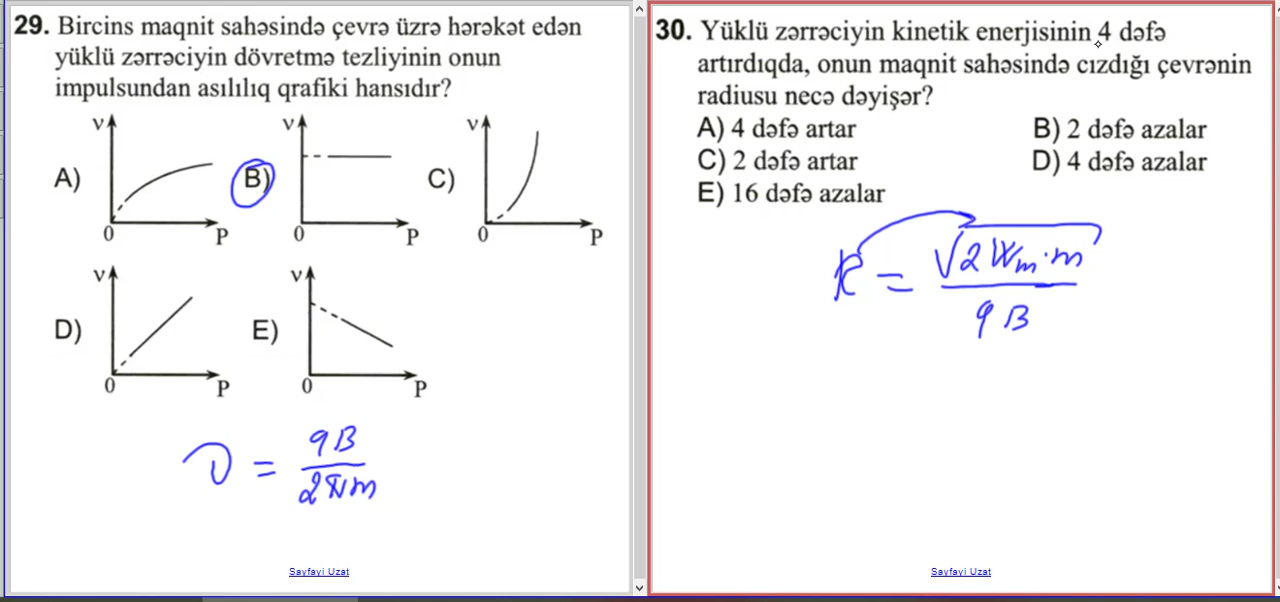 29. Bircins maqnit sahəsində çevrə üzrə hərəkət edən
yüklü zərrəciyin dövretmə tezliyinin onun
impulsundan asılılıq qrafiki hansıdır?
A) ν 0 P
B) ν 0 P
C) ν 0 P
D) ν 0 P
E) ν 0 P
ν = qB / 2πm
Sayfayi Uzat
30. Yüklü zərrəciyin kinetik enerjisinin 4 dəfə
artırdıqda, onun maqnit sahəsində cızdığı çevrənin
radiusu necə dəyişər?
A) 4 dəfə artar B) 2 dəfə azalar
C) 2 dəfə artar D) 4 dəfə azalar
E) 16 dəfə azalar
R = √2Wm·m / qB
Sayfayi Uzat